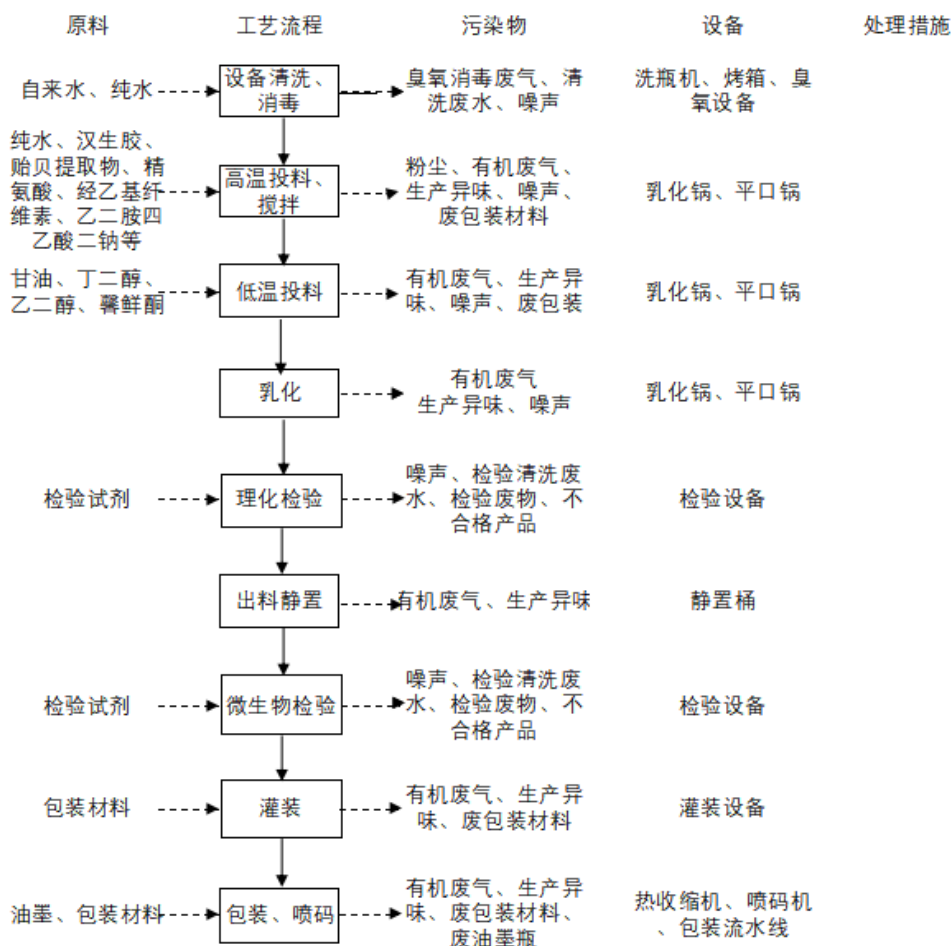 原料 工艺流程 污染物 设备 处理措施
自来水、纯水
设备清洗、
消毒
臭氧消毒废气、清
洗废水、噪声
洗瓶机、烤箱、臭
氧设备
纯水、汉生胶、
贻贝提取物、精
氨酸、经乙基纤
维素、乙二胺四
乙酸二钠等
高温投料、
搅拌
粉尘、有机废气、
生产异味、噪声、
废包装材料
乳化锅、平口锅
甘油、丁二醇、
乙二醇、馨鲜酮
低温投料
有机废气、生产异
味、噪声、废包装
乳化锅、平口锅
乳化
有机废气
生产异味、噪声
乳化锅、平口锅
检验试剂
理化检验
噪声、检验清洗废
水、检验废物、不
合格产品
检验设备
出料静置
有机废气、生产异味
静置桶
检验试剂
微生物检验
噪声、检验清洗废
水、检验废物、不
合格产品
检验设备
包装材料
灌装
有机废气、生产异
味、废包装材料
灌装设备
油墨、包装材料
包装、喷码
有机废气、生产异
味、废包装材料、
废油墨瓶
热收缩机、喷码机
、包装流水线